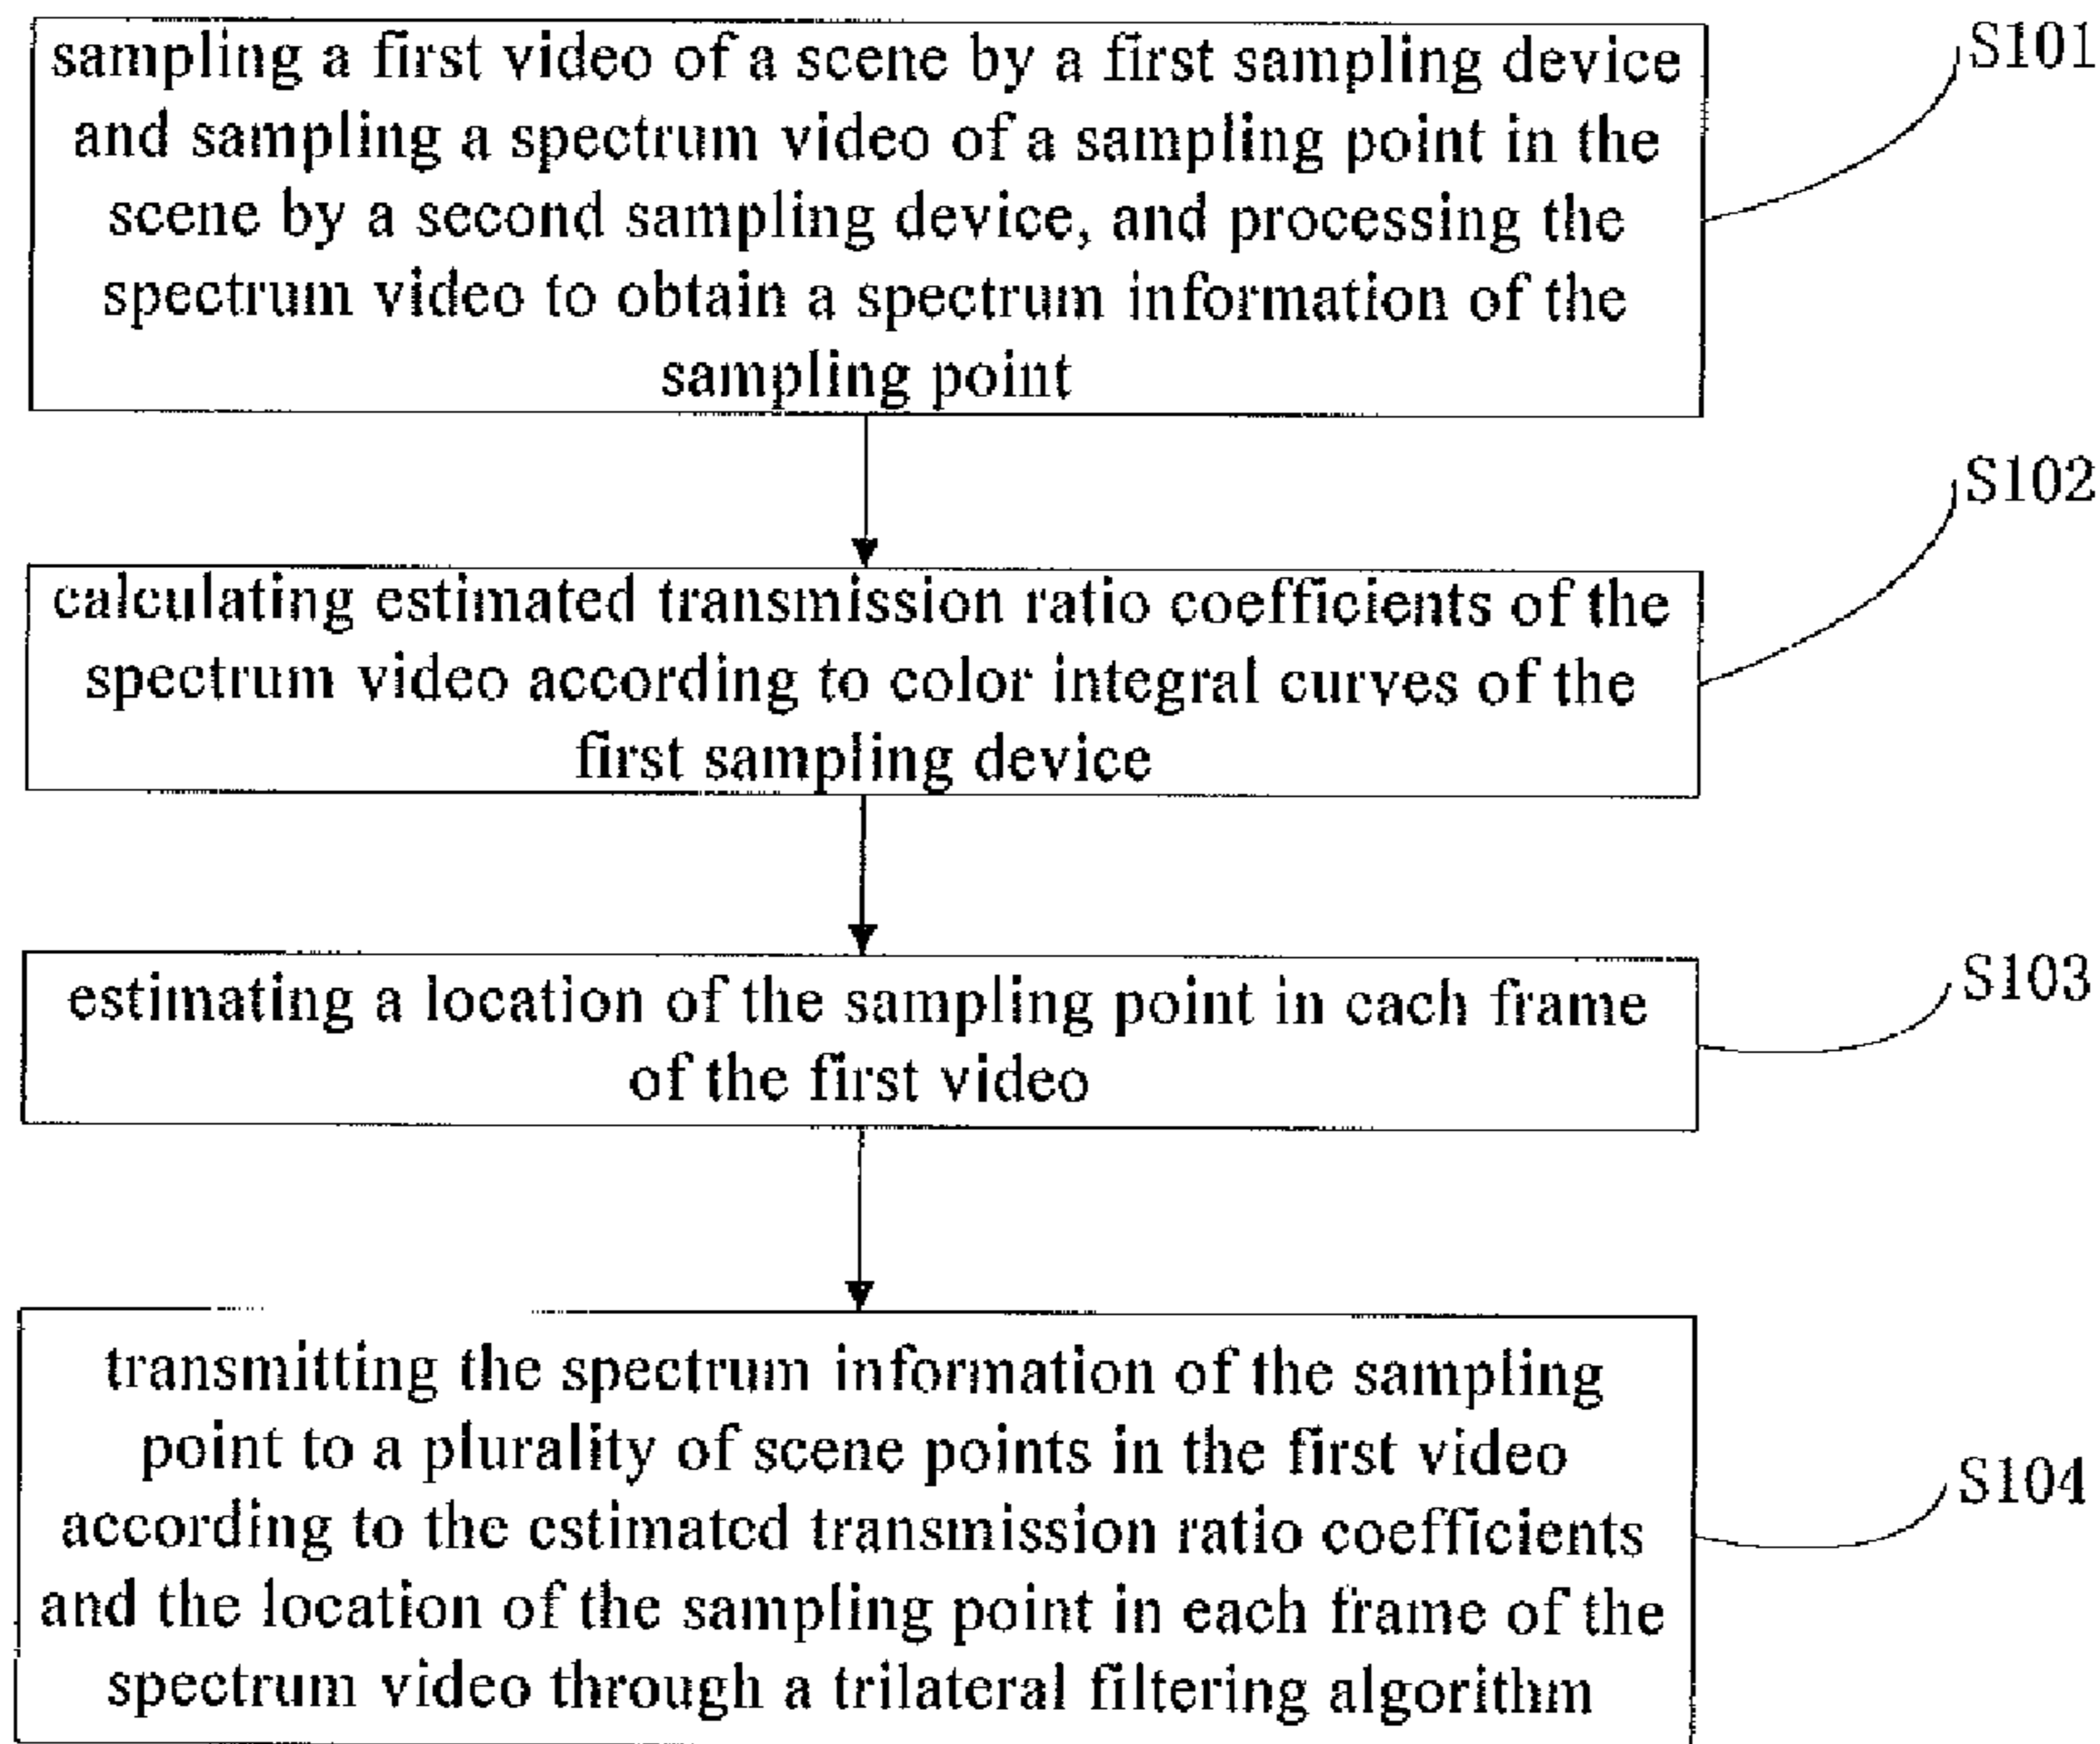 sampling a first video of a scene by a first sampling device
and sampling a spectrum video of a sampling point in the
scene by a second sampling device, and processing the
spectrum video to obtain a spectrum information of the
sampling point
S101
calculating estimated transmission ratio coefficients of the
spectrum video according to color integral curves of the
first sampling device
S102
estimating a location of the sampling point in each frame
of the first video
S103
transmitting the spectrum information of the sampling
point to a plurality of scene points in the first video
according to the estimated transmission ratio coefficients
and the location of the sampling point in each frame of the
spectrum video through a trilateral filtering algorithm
S104